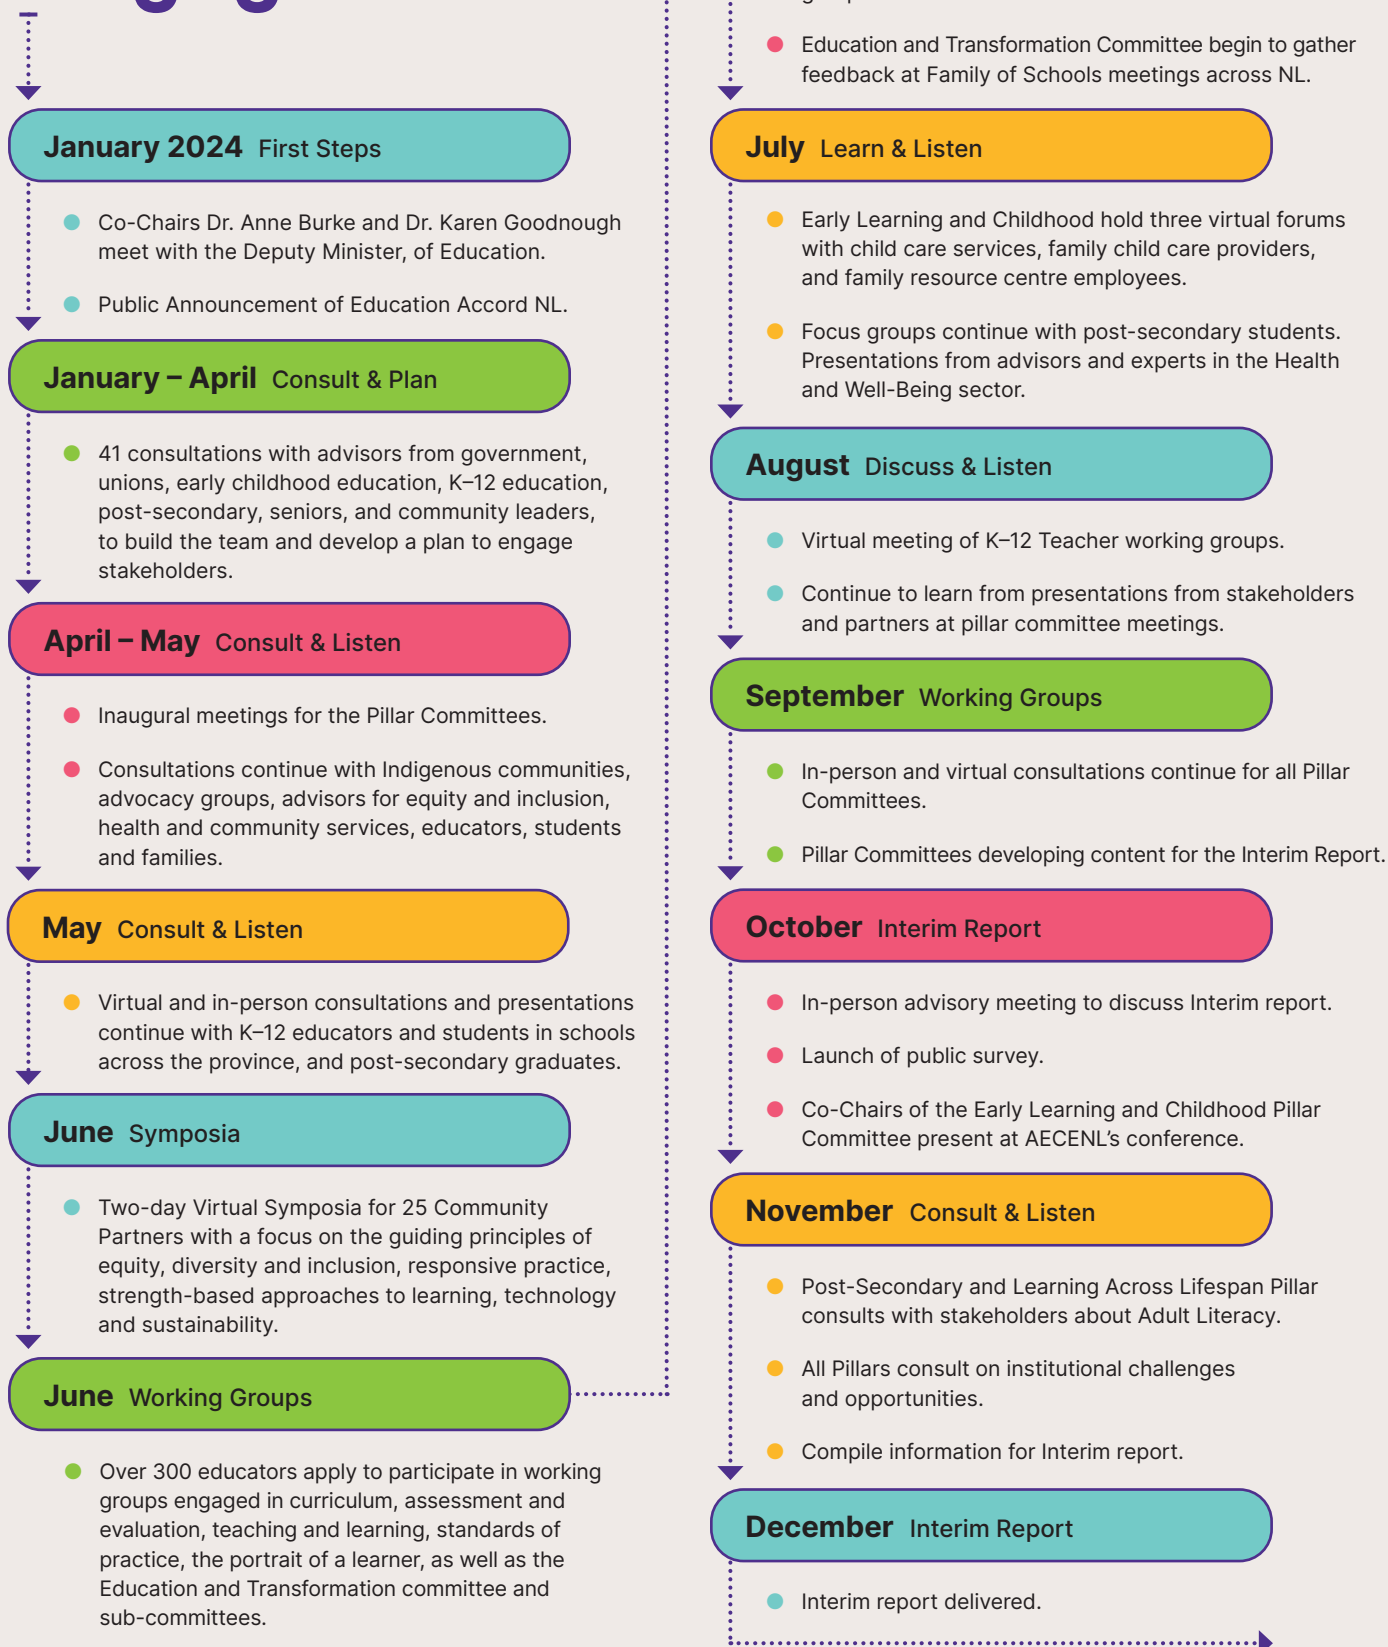 January 2024 First Steps
Co-Chairs Dr. Anne Burke and Dr. Karen Goodnough
meet with the Deputy Minister, of Education.
Public Announcement of Education Accord NL.
January – April Consult & Plan
41 consultations with advisors from government,
unions, early childhood education, K–12 education,
post-secondary, seniors, and community leaders,
to build the team and develop a plan to engage
stakeholders.
April – May Consult & Listen
Inaugural meetings for the Pillar Committees.
Consultations continue with Indigenous communities,
advocacy groups, advisors for equity and inclusion,
health and community services, educators, students
and families.
May Consult & Listen
Virtual and in-person consultations and presentations
continue with K–12 educators and students in schools
across the province, and post-secondary graduates.
June Symposia
Two-day Virtual Symposia for 25 Community
Partners with a focus on the guiding principles of
equity, diversity and inclusion, responsive practice,
strength-based approaches to learning, technology
and sustainability.
June Working Groups
Over 300 educators apply to participate in working
groups engaged in curriculum, assessment and
evaluation, teaching and learning, standards of
practice, the portrait of a learner, as well as the
Education and Transformation committee and
sub-committees.
Education and Transformation Committee begin to gather
feedback at Family of Schools meetings across NL.
July Learn & Listen
Early Learning and Childhood hold three virtual forums
with child care services, family child care providers,
and family resource centre employees.
Focus groups continue with post-secondary students.
Presentations from advisors and experts in the Health
and Well-Being sector.
August Discuss & Listen
Virtual meeting of K–12 Teacher working groups.
Continue to learn from presentations from stakeholders
and partners at pillar committee meetings.
September Working Groups
In-person and virtual consultations continue for all Pillar
Committees.
Pillar Committees developing content for the Interim Report.
October Interim Report
In-person advisory meeting to discuss Interim report.
Launch of public survey.
Co-Chairs of the Early Learning and Childhood Pillar
Committee present at AECENL’s conference.
November Consult & Listen
Post-Secondary and Learning Across Lifespan Pillar
consults with stakeholders about Adult Literacy.
All Pillars consult on institutional challenges
and opportunities.
Compile information for Interim report.
December Interim Report
Interim report delivered.